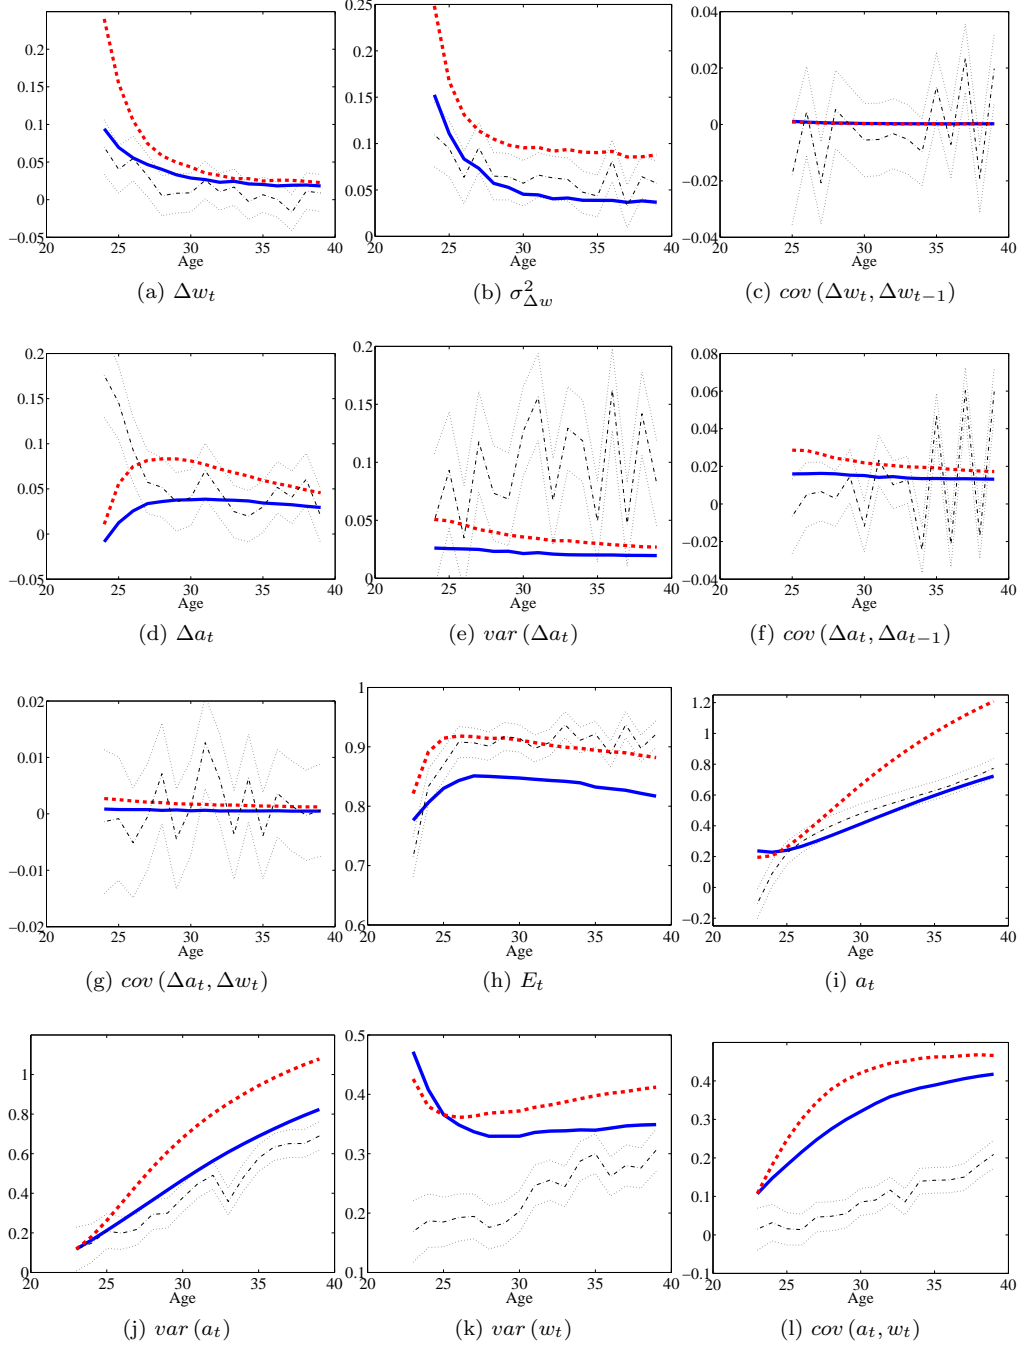 0.2
0.15
0.1
0.05
0
−0.05
20 25 30 35 40
Age
(a) Δw_t
0.25
0.2
0.15
0.1
0.05
0
20 25 30 35 40
Age
(b) σ²_Δw
0.04
0.02
0
−0.02
−0.04
20 25 30 35 40
Age
(c) cov (Δw_t, Δw_{t−1})
0.2
0.15
0.1
0.05
0
−0.05
20 25 30 35 40
Age
(d) Δa_t
0.2
0.15
0.1
0.05
0
20 25 30 35 40
Age
(e) var (Δa_t)
0.08
0.06
0.04
0.02
0
−0.02
−0.04
20 25 30 35 40
Age
(f) cov (Δa_t, Δa_{t−1})
0.02
0.01
0
−0.01
−0.02
20 25 30 35 40
Age
(g) cov (Δa_t, Δw_t)
1
0.9
0.8
0.7
0.6
20 25 30 35 40
Age
(h) E_t
1.2
1
0.8
0.6
0.4
0.2
0
−0.2
20 25 30 35 40
Age
(i) a_t
1
0.8
0.6
0.4
0.2
0
20 25 30 35 40
Age
(j) var (a_t)
0.5
0.4
0.3
0.2
0.1
20 25 30 35 40
Age
(k) var (w_t)
0.4
0.3
0.2
0.1
0
−0.1
20 25 30 35 40
Age
(l) cov (a_t, w_t)